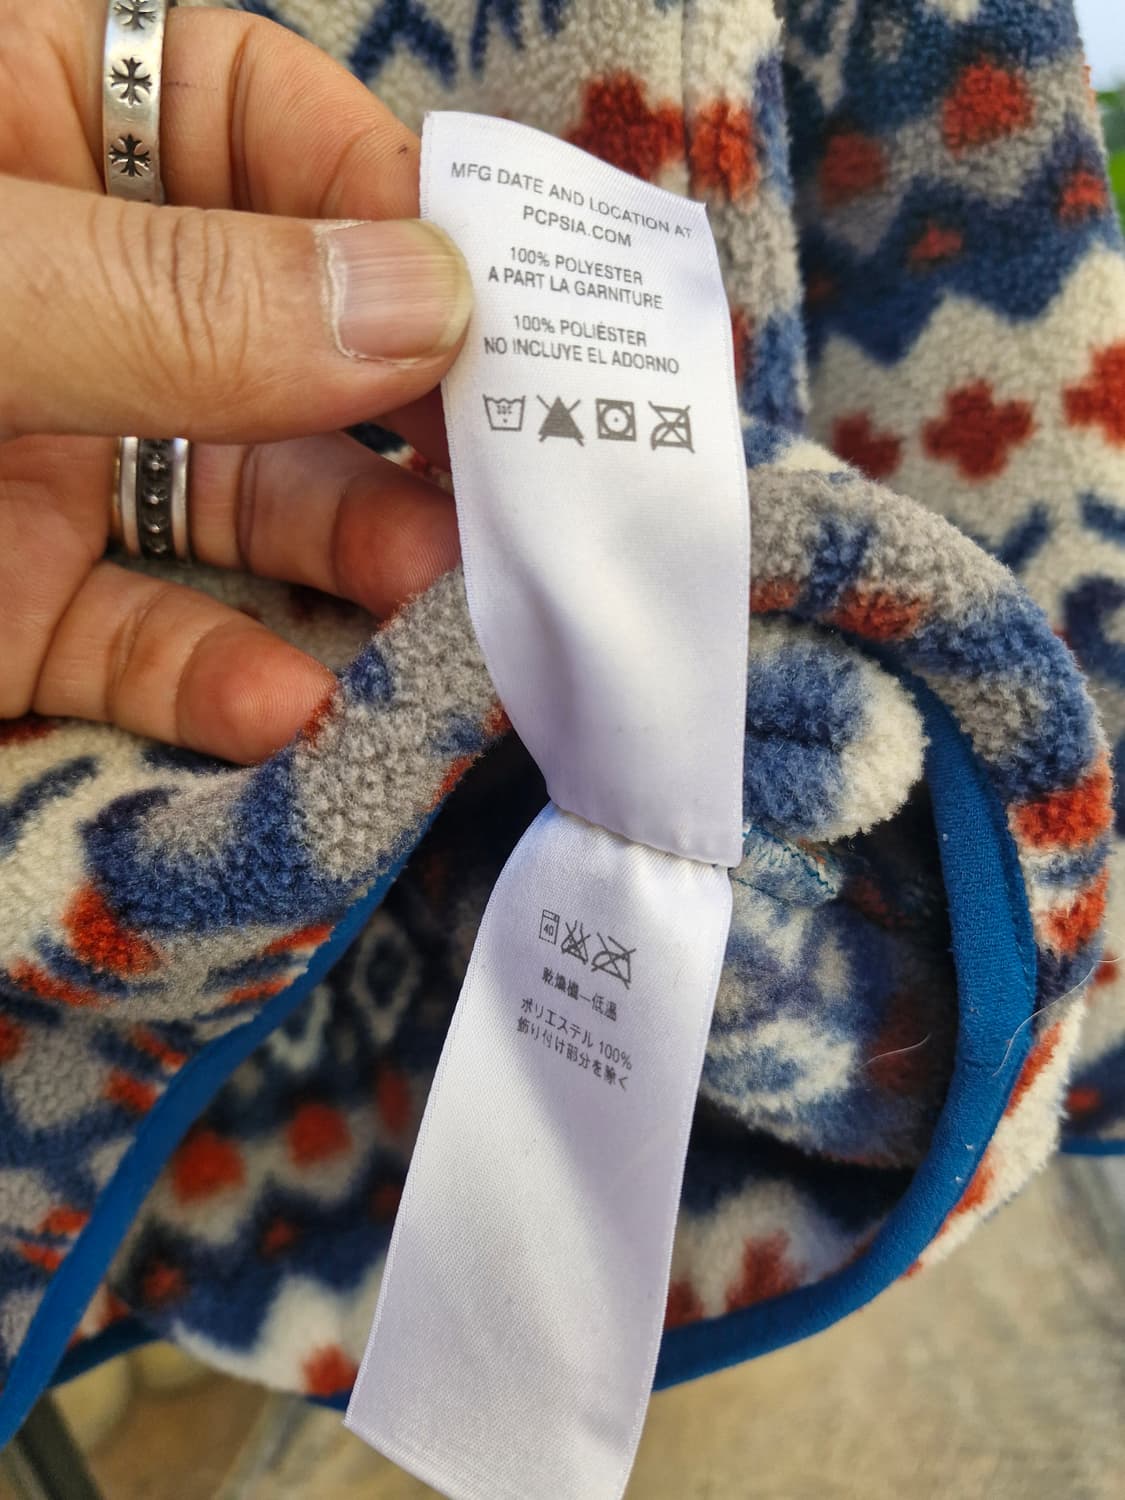 MFG DATE AND LOCATION AT
PCPSIA.COM
100% POLYESTER
A PART LA GARNITURE
100% POLIÉSTER
NO INCLUYE EL ADORNO
40
乾燥機—低温
ポリエステル 100%
飾り付け部分を除く